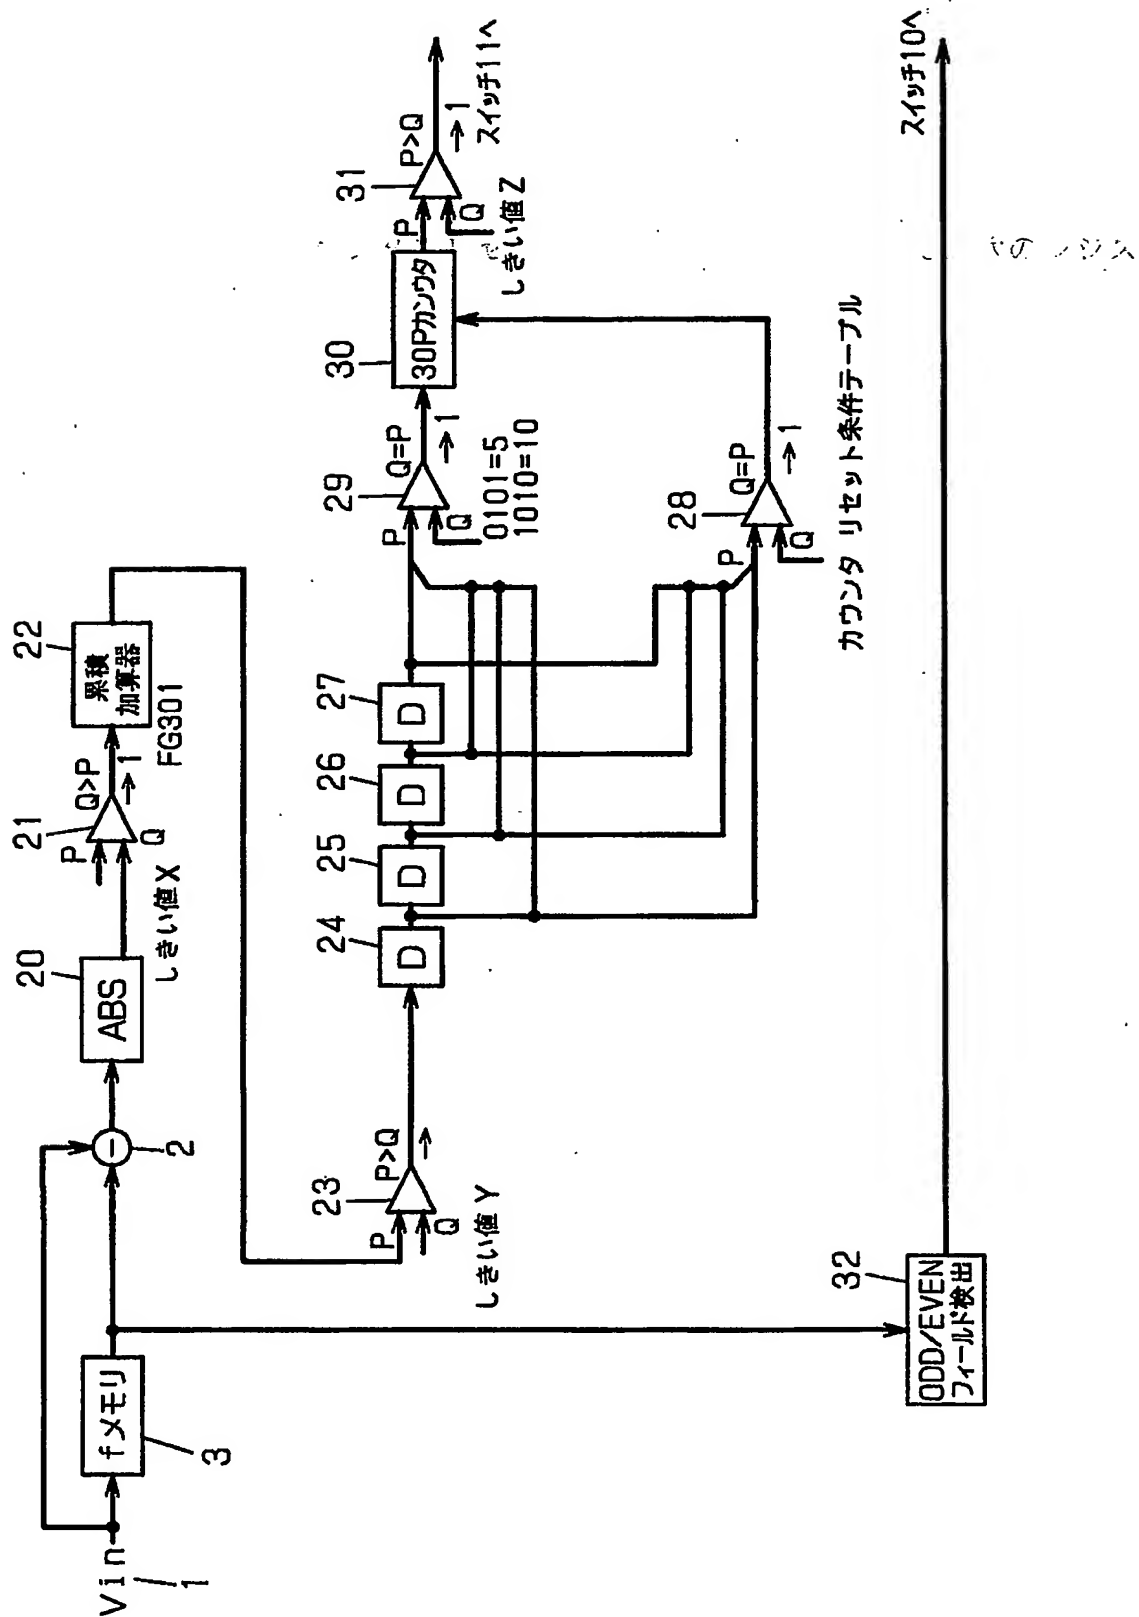 Vin
1
fメモリ
3
2
ABS
20
しきい値X
P
Q
21
Q>P
→1
累積
加算器
22
FG301
P
Q
しきい値Y
23
P>Q
→
D
24
D
25
D
26
D
27
P
Q
29
Q=P
→1
0101=5
1010=10
30Pカンウタ
30
P
Q
しきい値Z
31
P>Q
→1
スイッチ11へ
P
Q
28
Q=P
→1
カウンタ リセット条件テーブル
ODD/EVEN
フィールド検出
32
スイッチ10へ